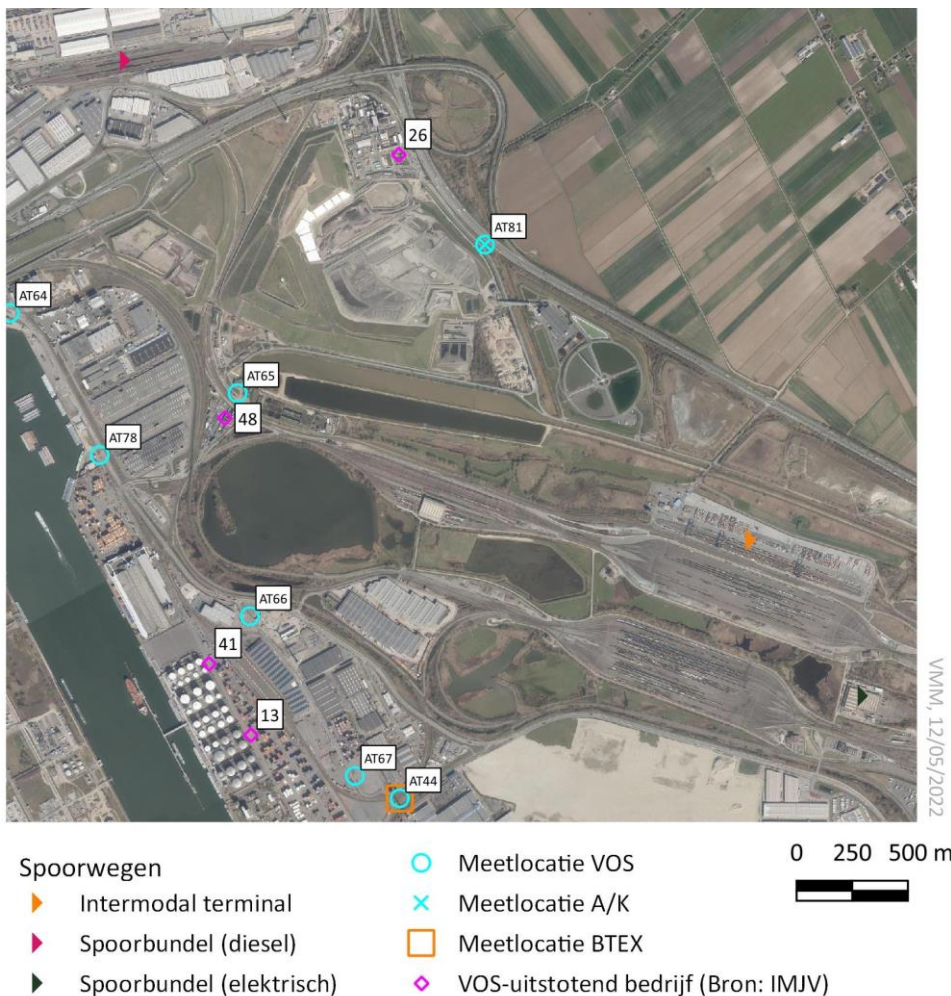 26
AT81
AT64
AT65
48
AT78
AT66
41
13
AT67
AT44
VMM, 12/05/2022
Spoorwegen
Intermodal terminal
Spoorbundel (diesel)
Spoorbundel (elektrisch)
Meetlocatie VOS
Meetlocatie A/K
Meetlocatie BTEX
VOS-uitstotend bedrijf (Bron: IMJV)
0 250 500 m